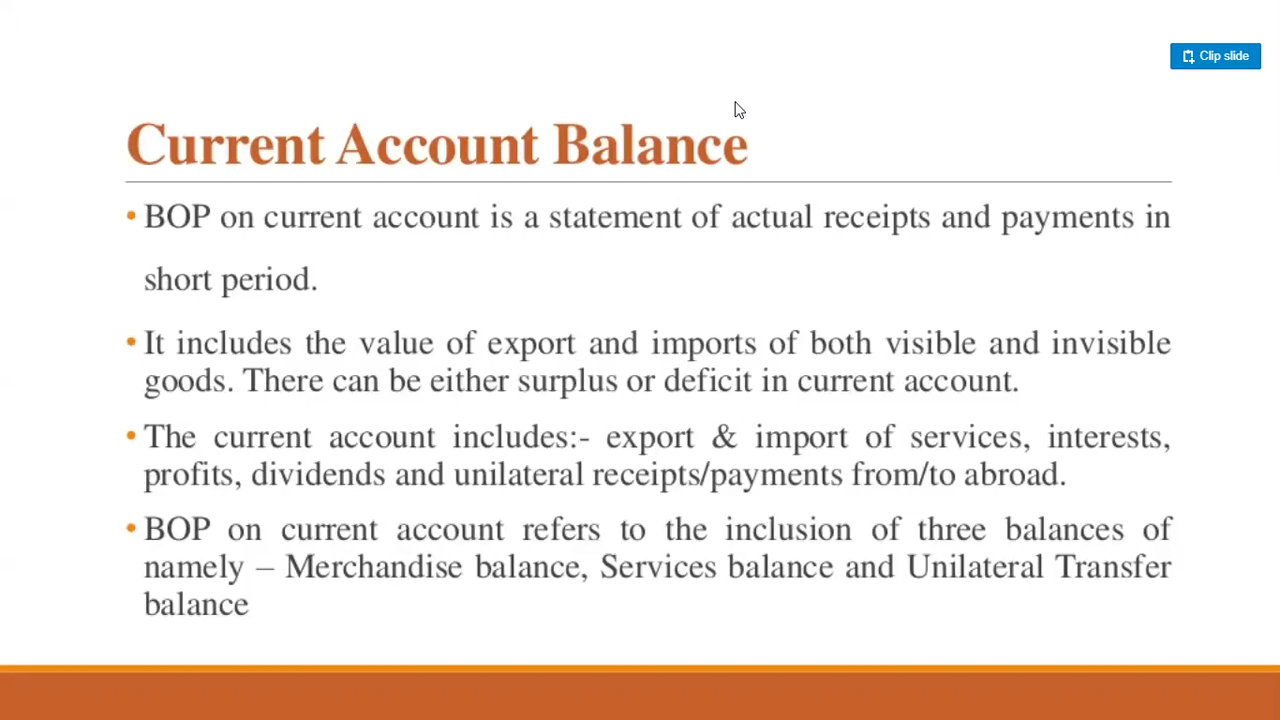 Clip slide
Current Account Balance
• BOP on current account is a statement of actual receipts and payments in
short period.
• It includes the value of export and imports of both visible and invisible
goods. There can be either surplus or deficit in current account.
• The current account includes:- export & import of services, interests,
profits, dividends and unilateral receipts/payments from/to abroad.
• BOP on current account refers to the inclusion of three balances of
namely – Merchandise balance, Services balance and Unilateral Transfer
balance